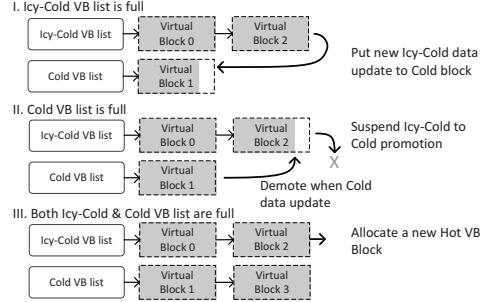 I. Icy-Cold VB list is full
Icy-Cold VB list
Virtual
Block 0
Virtual
Block 2
Cold VB list
Virtual
Block 1
Put new Icy-Cold data
update to Cold block
II. Cold VB list is full
Icy-Cold VB list
Virtual
Block 0
Virtual
Block 2
Suspend Icy-Cold to
Cold promotion
X
Cold VB list
Virtual
Block 1
Demote when Cold
data update
III. Both Icy-Cold & Cold VB list are full
Icy-Cold VB list
Virtual
Block 0
Virtual
Block 2
Allocate a new Hot VB
Block
Cold VB list
Virtual
Block 1
Virtual
Block 3